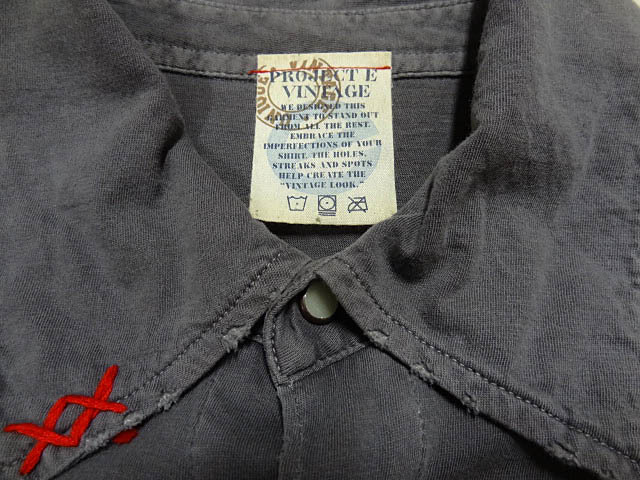 PROJECT E
VINTAGE
WE DESIGNED THIS
GARMENT TO STAND OUT
FROM ALL THE REST.
EMBRACE THE
IMPERFECTIONS OF YOUR
SHIRT. THE HOLES,
STREAKS AND SPOTS
HELP CREATE THE
"VINTAGE LOOK."